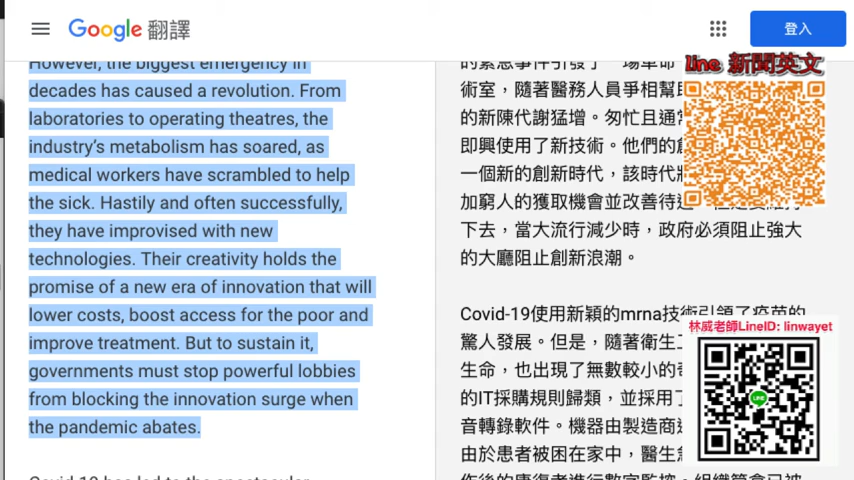 Google 翻譯
登入
However, the biggest emergency in
decades has caused a revolution. From
laboratories to operating theatres, the
industry's metabolism has soared, as
medical workers have scrambled to help
the sick. Hastily and often successfully,
they have improvised with new
technologies. Their creativity holds the
promise of a new era of innovation that will
lower costs, boost access for the poor and
improve treatment. But to sustain it,
governments must stop powerful lobbies
from blocking the innovation surge when
the pandemic abates.
Covid-19 has led to the spectacular
的緊急事件引發了一場革命
術室，隨著醫務人員爭相幫
的新陳代謝猛增。匆忙且通
即興使用了新技術。他們的
一個新的創新時代，該時代
加窮人的獲取機會並改善待
下去，當大流行減少時，政府必須阻止強大
的大廳阻止創新浪潮。
Covid-19使用新穎的mrna技術引領了疫苗的
驚人發展。但是，隨著衛生
生命，也出現了無數較小的
的IT採購規則歸類，並採用了
音轉錄軟件。機器由製造商
由於患者被困在家中，醫生
line 新聞英文
林威老師LineID: linwayet
LINE